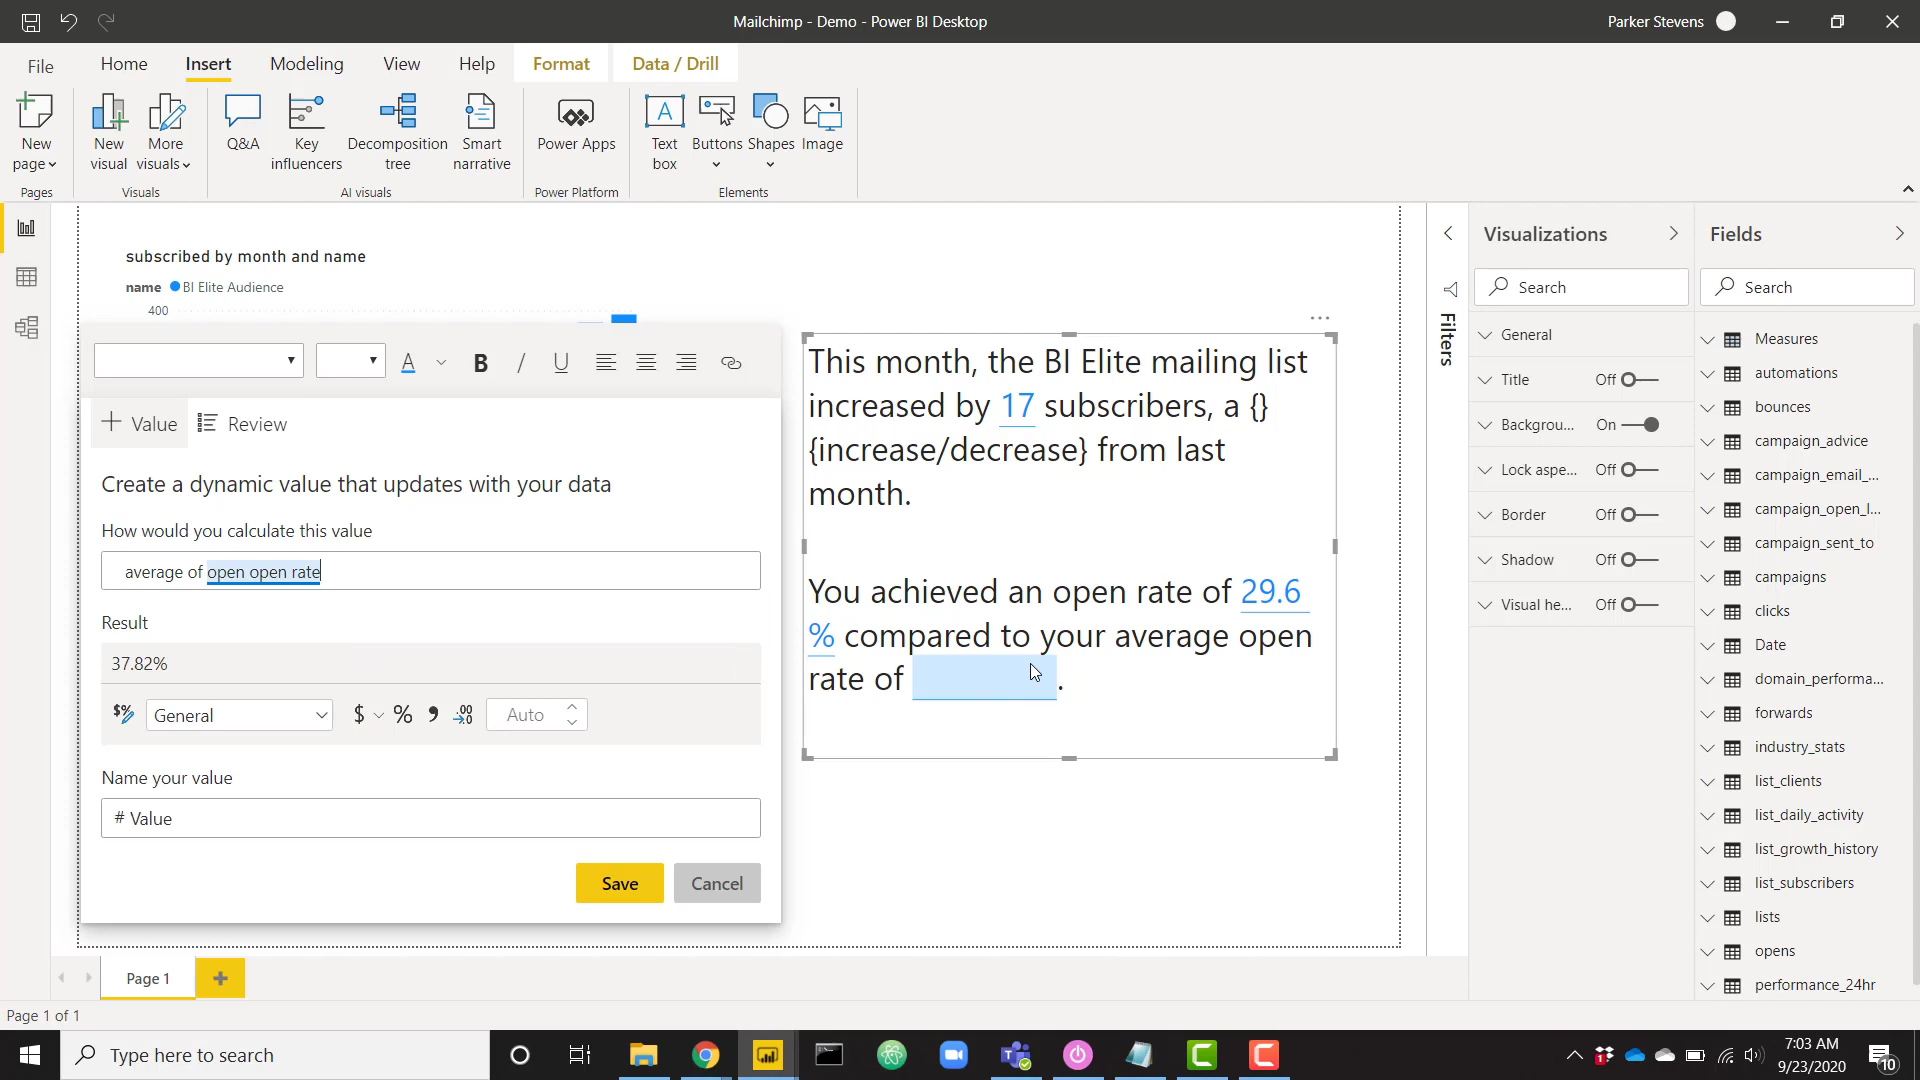 Mailchimp - Demo - Power BI Desktop
Parker Stevens
File
Home
Insert
Modeling
View
Help
Format
Data / Drill
New page
New visual
More visuals
Q&A
Key influencers
Decomposition tree
Smart narrative
Power Apps
Text box
Buttons
Shapes
Image
Pages
Visuals
AI visuals
Power Platform
Elements
subscribed by month and name
name BI Elite Audience
400
B
I
U
Value
Review
Create a dynamic value that updates with your data
How would you calculate this value
average of open open rate
Result
37.82%
General
$
%
Auto
Name your value
# Value
Save
Cancel
This month, the BI Elite mailing list
increased by 17 subscribers, a {}
{increase/decrease} from last
month.
You achieved an open rate of 29.6
% compared to your average open
rate of .
Filters
Visualizations
Search
General
Title Off
Backgrou... On
Lock aspe... Off
Border Off
Shadow Off
Visual he... Off
Fields
Search
Measures
automations
bounces
campaign_advice
campaign_email_...
campaign_open_l...
campaign_sent_to
campaigns
clicks
Date
domain_performa...
forwards
industry_stats
list_clients
list_daily_activity
list_growth_history
list_subscribers
lists
opens
performance_24hr
Page 1
Page 1 of 1
Type here to search
7:03 AM
9/23/2020
10